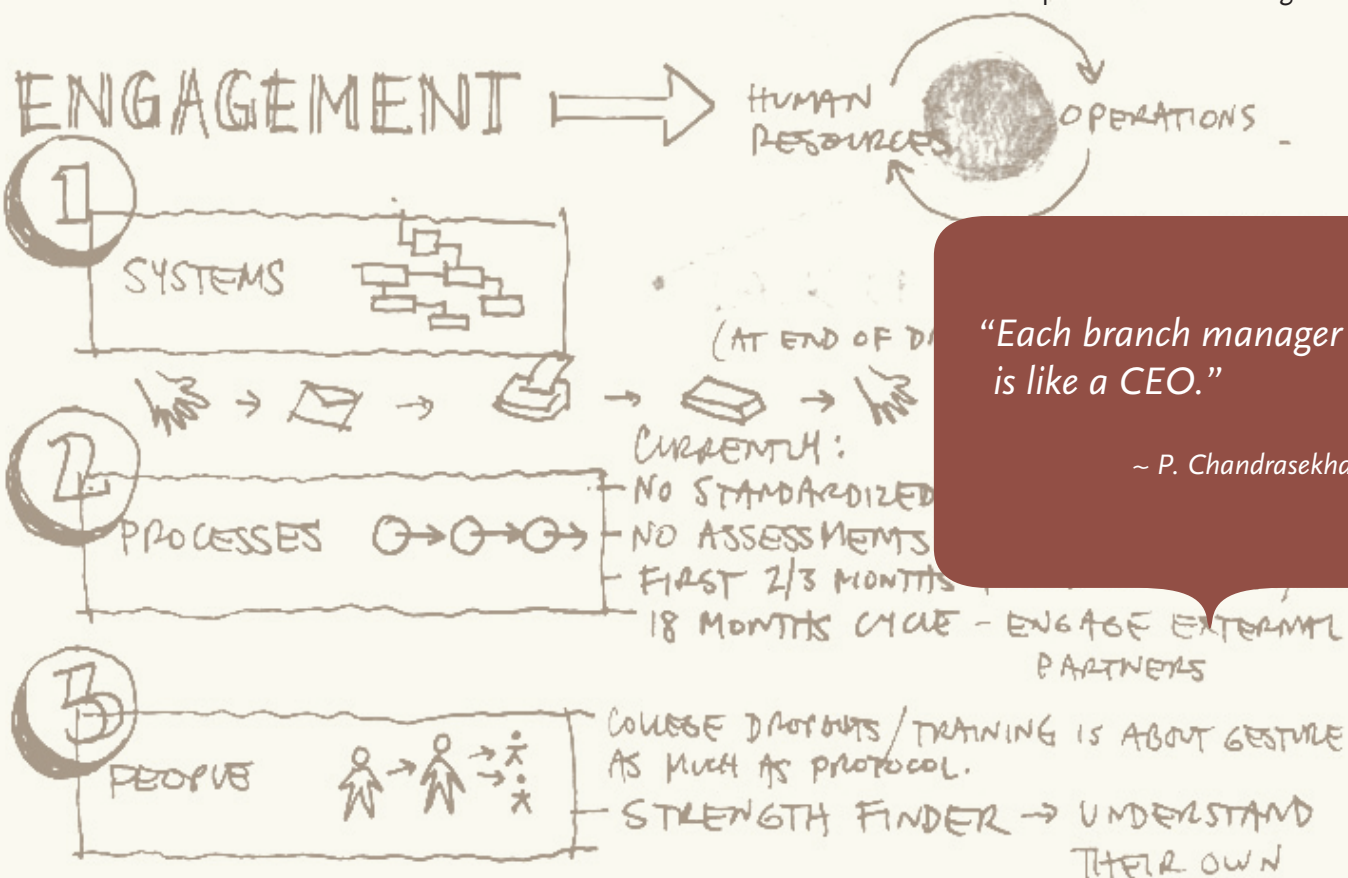 ENGAGEMENT
HUMAN
RESOURCES
OPERATIONS
1
SYSTEMS
(AT END OF
“Each branch manager
is like a CEO.”
~ P. Chandrasekha
2
PROCESSES
CURRENTLY:
- NO STANDARDIZED
- NO ASSESSMENTS
- FIRST 2/3 MONTHS
18 MONTHS CYCLE - ENGAGE EXTERNAL
PARTNERS
3
PEOPLE
COLLEGE DROPOUTS/TRAINING IS ABOUT GESTURE
AS MUCH AS PROTOCOL.
- STRENGTH FINDER → UNDERSTAND
THEIR OWN